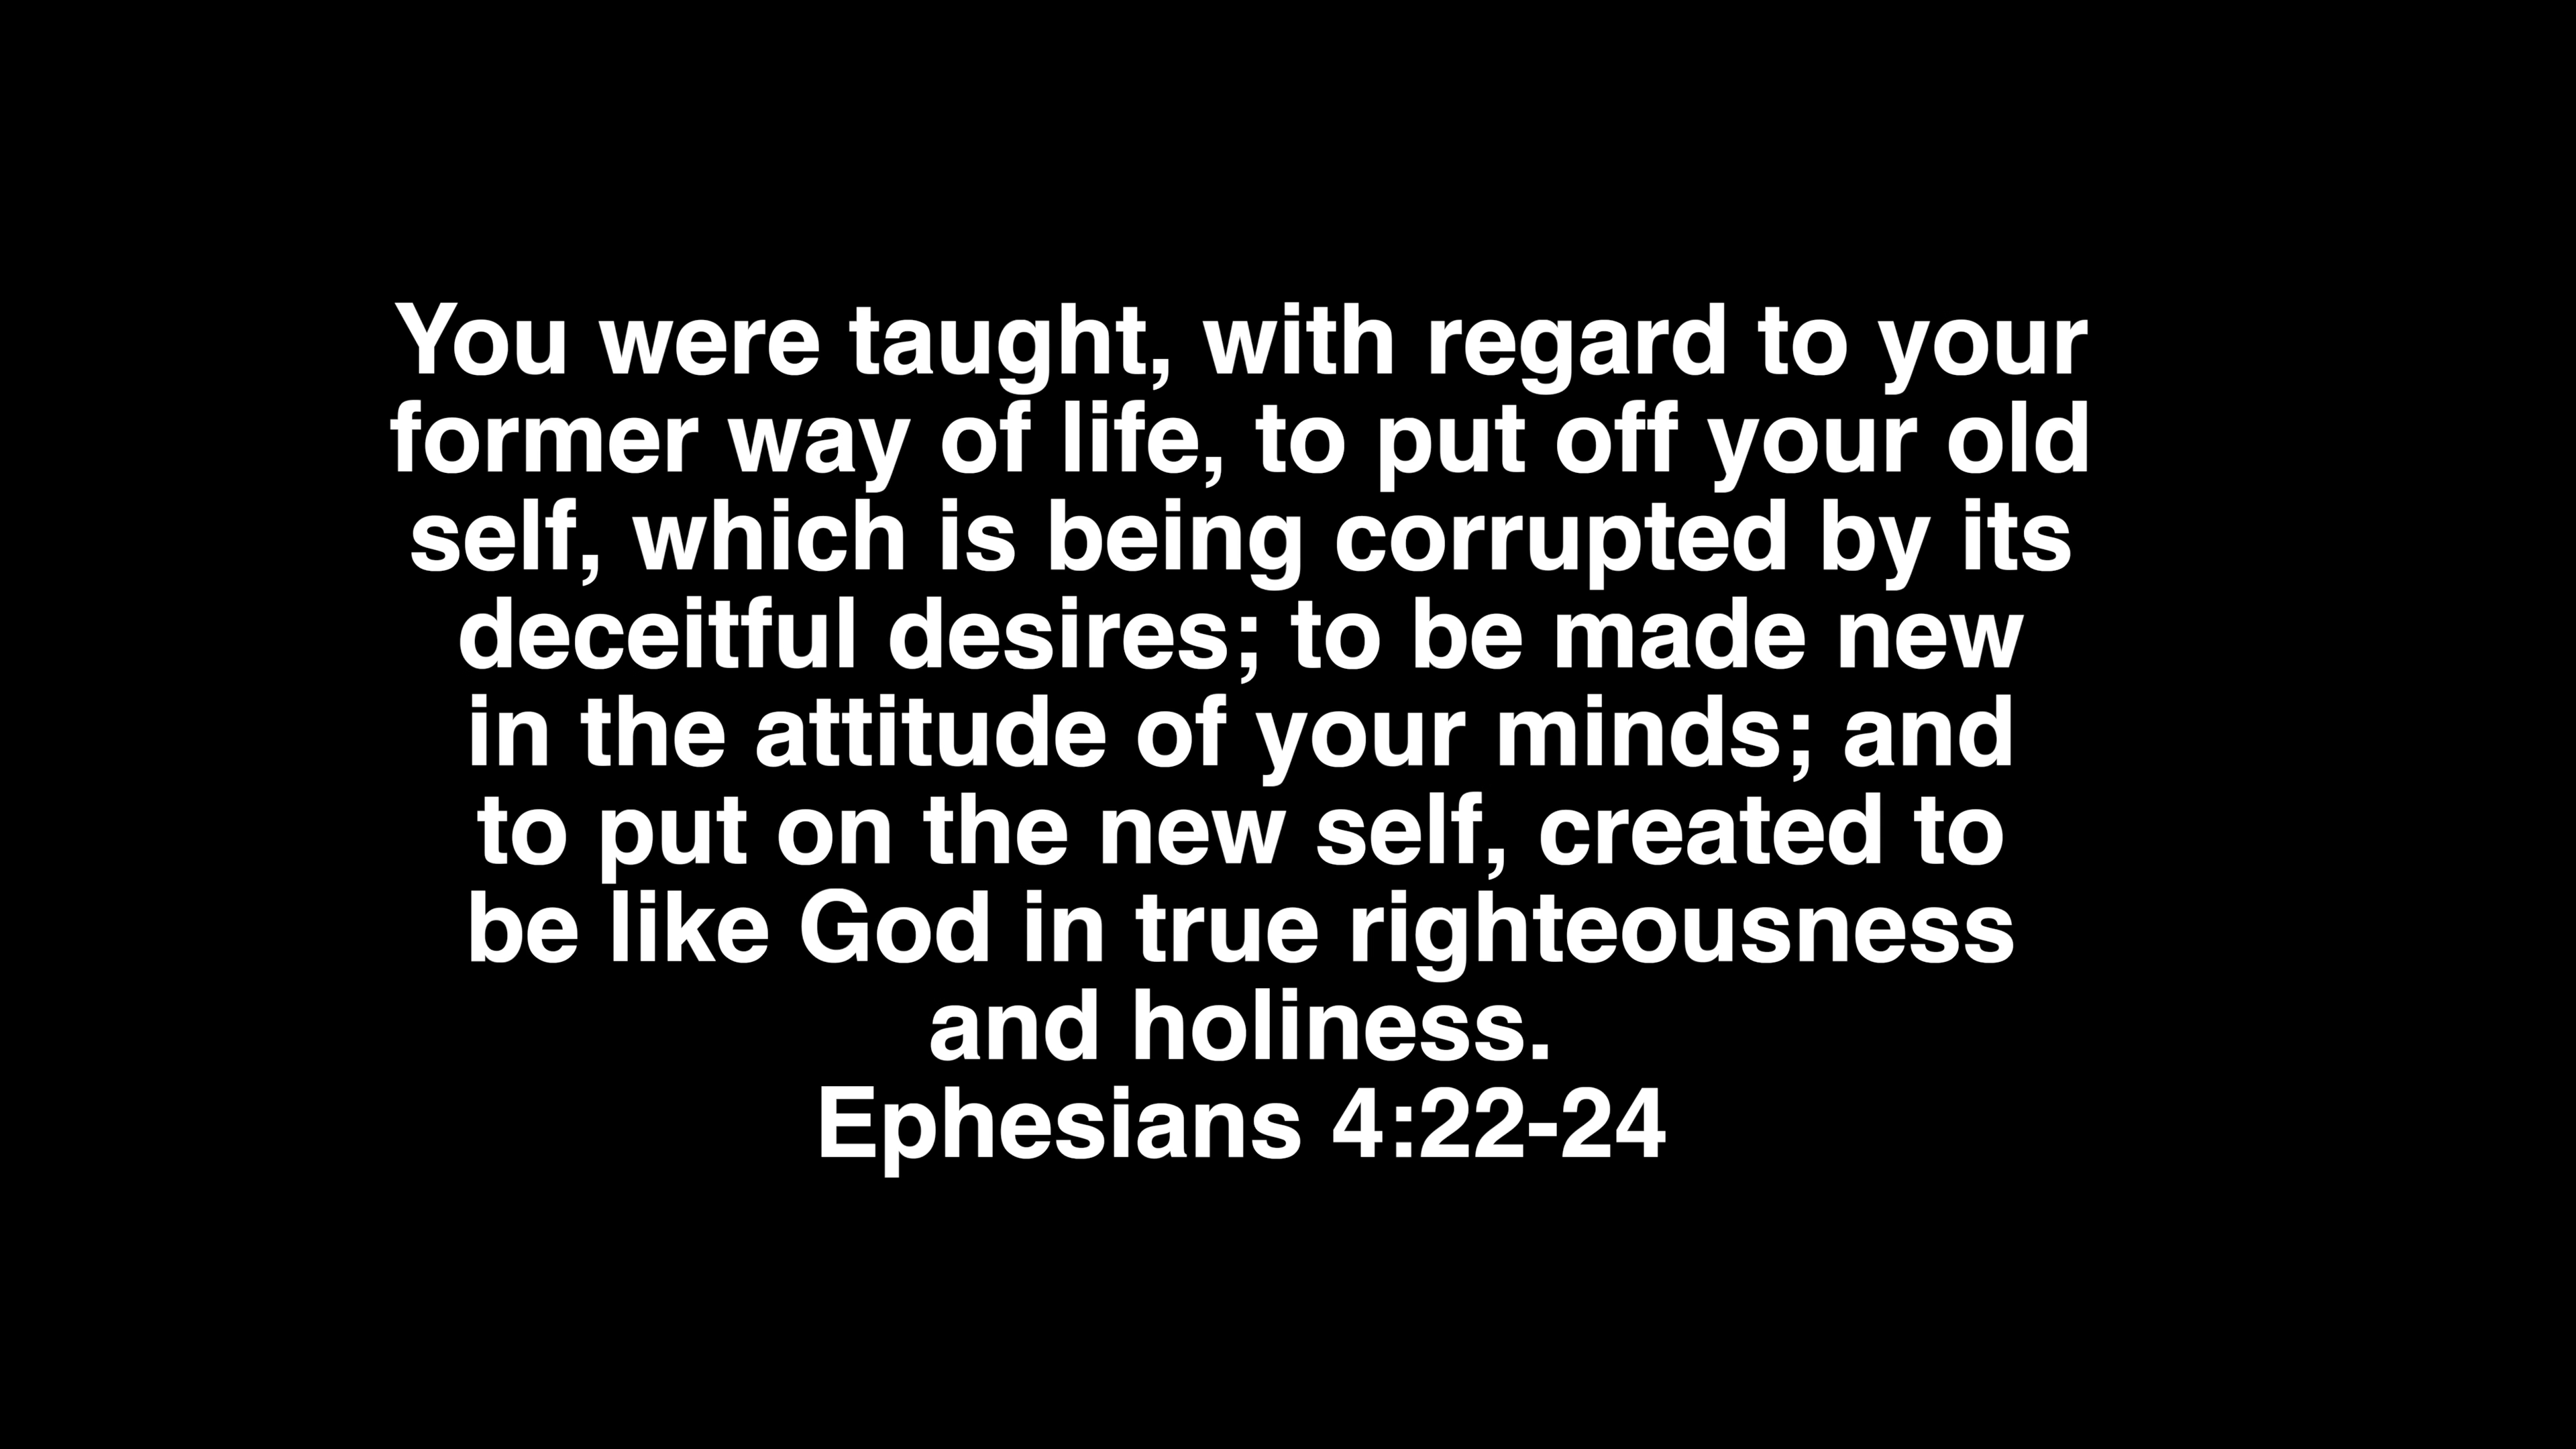 You were taught, with regard to your
former way of life, to put off your old
self, which is being corrupted by its
deceitful desires; to be made new
in the attitude of your minds; and
to put on the new self, created to
be like God in true righteousness
and holiness.
Ephesians 4:22-24